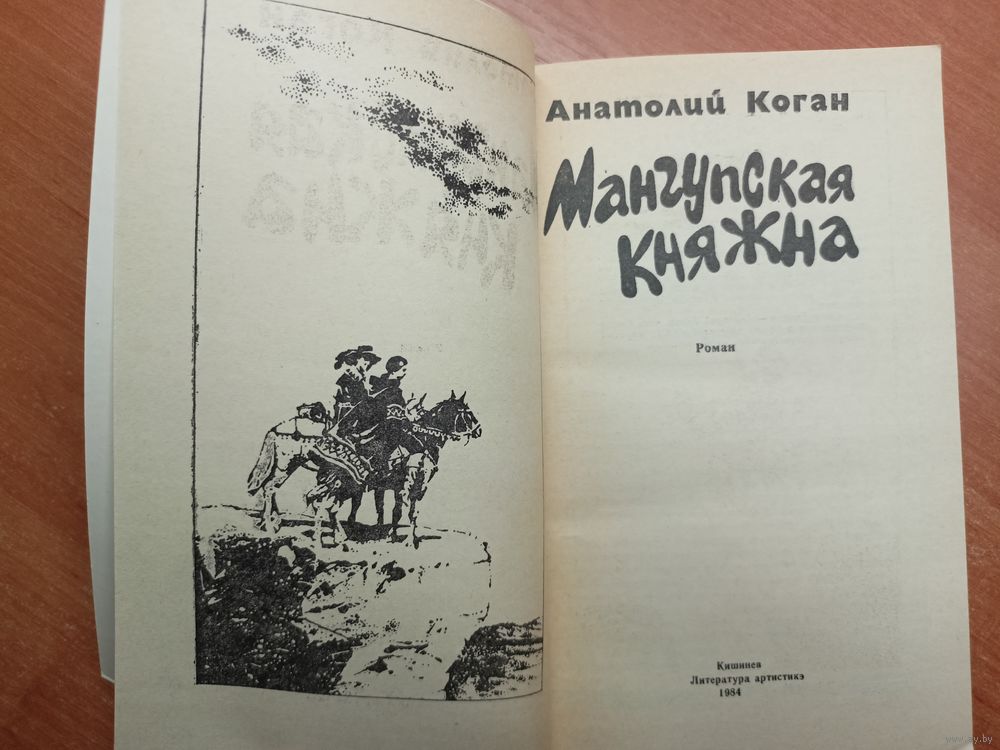 Анатолий Коган
Мангупская
княжна
Роман
Кишинев
Литература артистикэ
1984